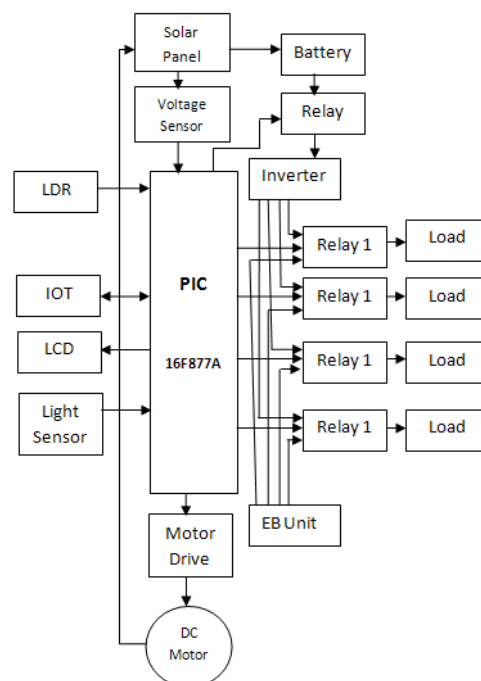 Solar
Panel
Battery
Voltage
Sensor
Relay
LDR
Inverter
Relay 1
Load
PIC
IOT
Relay 1
Load
LCD
16F877A
Relay 1
Load
Light
Sensor
Relay 1
Load
Motor
Drive
EB Unit
DC
Motor